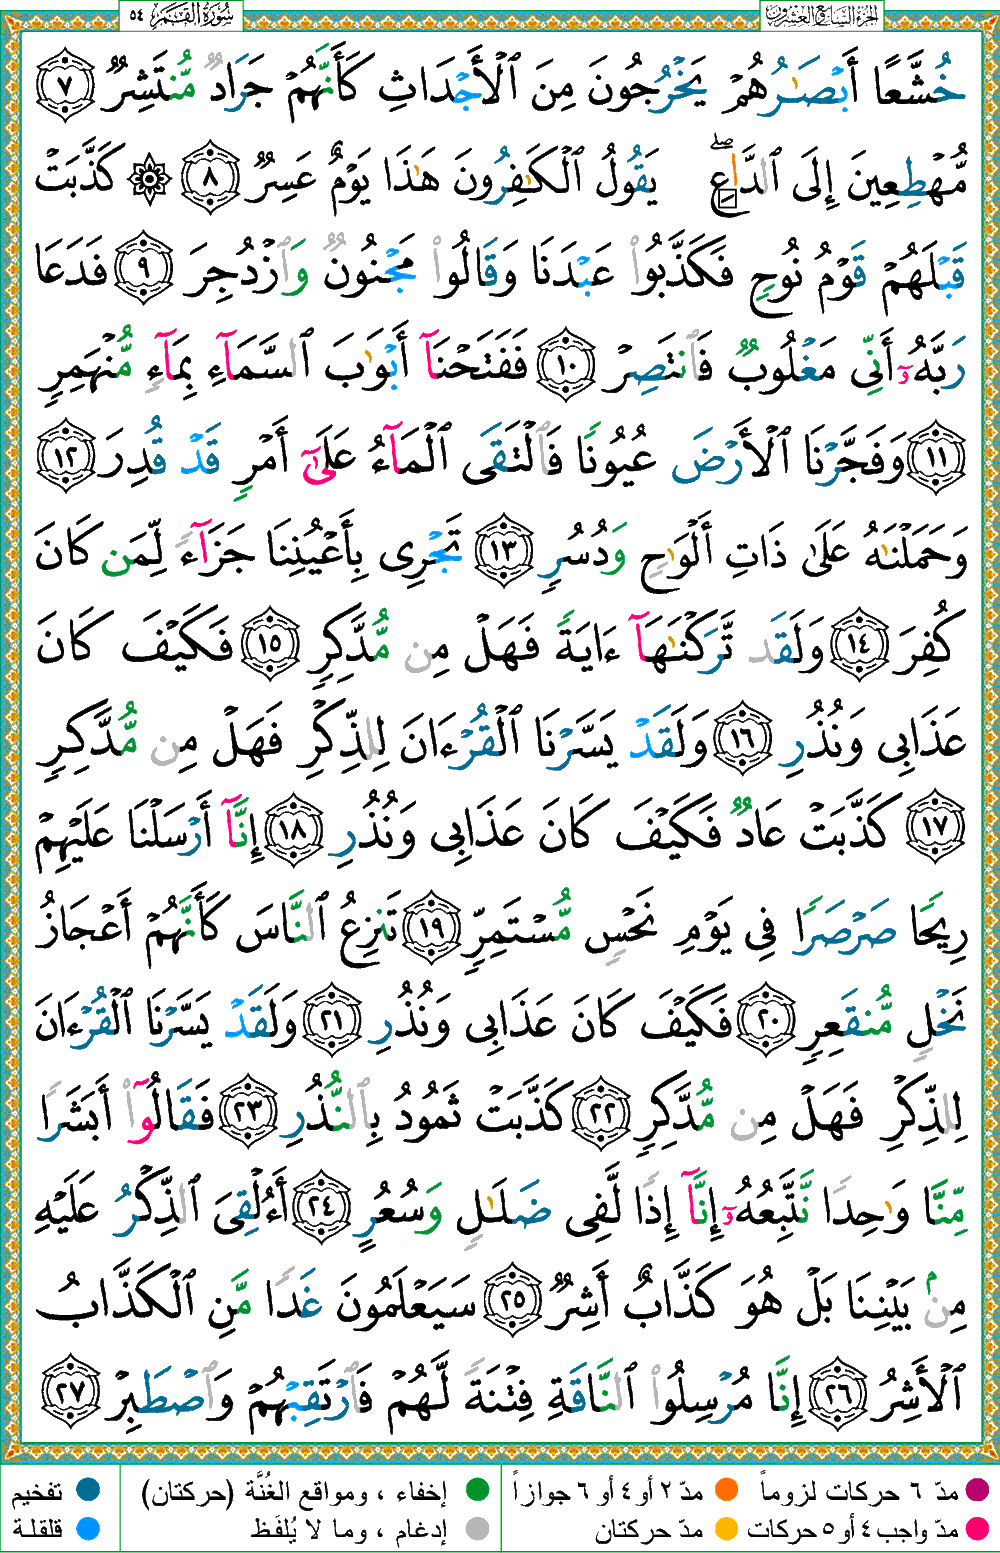 الجزء السابع والعشرون
سُورَةُ القَمَر ٥٤
خُشَّعًا أَبْصَٰرُهُمْ يَخْرُجُونَ مِنَ ٱلْأَجْدَاثِ كَأَنَّهُمْ جَرَادٌ مُّنتَشِرٌ ٧
مُّهْطِعِينَ إِلَى ٱلدَّاعِ ۖ يَقُولُ ٱلْكَٰفِرُونَ هَٰذَا يَوْمٌ عَسِرٌ ٨ ۞ كَذَّبَتْ
قَبْلَهُمْ قَوْمُ نُوحٍ فَكَذَّبُوا۟ عَبْدَنَا وَقَالُوا۟ مَجْنُونٌ وَٱزْدُجِرَ ٩ فَدَعَا
رَبَّهُۥٓ أَنِّى مَغْلُوبٌ فَٱنتَصِرْ ١٠ فَفَتَحْنَآ أَبْوَٰبَ ٱلسَّمَآءِ بِمَآءٍ مُّنْهَمِرٍ
١١ وَفَجَّرْنَا ٱلْأَرْضَ عُيُونًا فَٱلْتَقَى ٱلْمَآءُ عَلَىٰٓ أَمْرٍ قَدْ قُدِرَ ١٢
وَحَمَلْنَٰهُ عَلَىٰ ذَاتِ أَلْوَٰحٍ وَدُسُرٍ ١٣ تَجْرِى بِأَعْيُنِنَا جَزَآءً لِّمَن كَانَ
كُفِرَ ١٤ وَلَقَد تَّرَكْنَٰهَآ ءَايَةً فَهَلْ مِن مُّدَّكِرٍ ١٥ فَكَيْفَ كَانَ
عَذَابِى وَنُذُرِ ١٦ وَلَقَدْ يَسَّرْنَا ٱلْقُرْءَانَ لِلذِّكْرِ فَهَلْ مِن مُّدَّكِرٍ
١٧ كَذَّبَتْ عَادٌ فَكَيْفَ كَانَ عَذَابِى وَنُذُرِ ١٨ إِنَّآ أَرْسَلْنَا عَلَيْهِمْ
رِيحًا صَرْصَرًا فِى يَوْمِ نَحْسٍ مُّسْتَمِرٍّ ١٩ تَنزِعُ ٱلنَّاسَ كَأَنَّهُمْ أَعْجَازُ
نَخْلٍ مُّنقَعِرٍ ٢٠ فَكَيْفَ كَانَ عَذَابِى وَنُذُرِ ٢١ وَلَقَدْ يَسَّرْنَا ٱلْقُرْءَانَ
لِلذِّكْرِ فَهَلْ مِن مُّدَّكِرٍ ٢٢ كَذَّبَتْ ثَمُودُ بِٱلنُّذُرِ ٢٣ فَقَالُوٓا۟ أَبَشَرًا
مِّنَّا وَٰحِدًا نَّتَّبِعُهُۥٓ إِنَّآ إِذًا لَّفِى ضَلَٰلٍ وَسُعُرٍ ٢٤ أَءُلْقِىَ ٱلذِّكْرُ عَلَيْهِ
مِنۢ بَيْنِنَا بَلْ هُوَ كَذَّابٌ أَشِرٌ ٢٥ سَيَعْلَمُونَ غَدًا مَّنِ ٱلْكَذَّابُ
ٱلْأَشِرُ ٢٦ إِنَّا مُرْسِلُوا۟ ٱلنَّاقَةِ فِتْنَةً لَّهُمْ فَٱرْتَقِبْهُمْ وَٱصْطَبِرْ ٢٧
مدّ ٦ حركات لزوماً مدّ ٢ أو ٤ أو ٦ جوازاً إخفاء ، ومواقع الغُنَّة (حركتان) تفخيم
مدّ واجب ٤ أو ٥ حركات مدّ حركتان إدغام ، وما لا يُلفَظ قلقلة